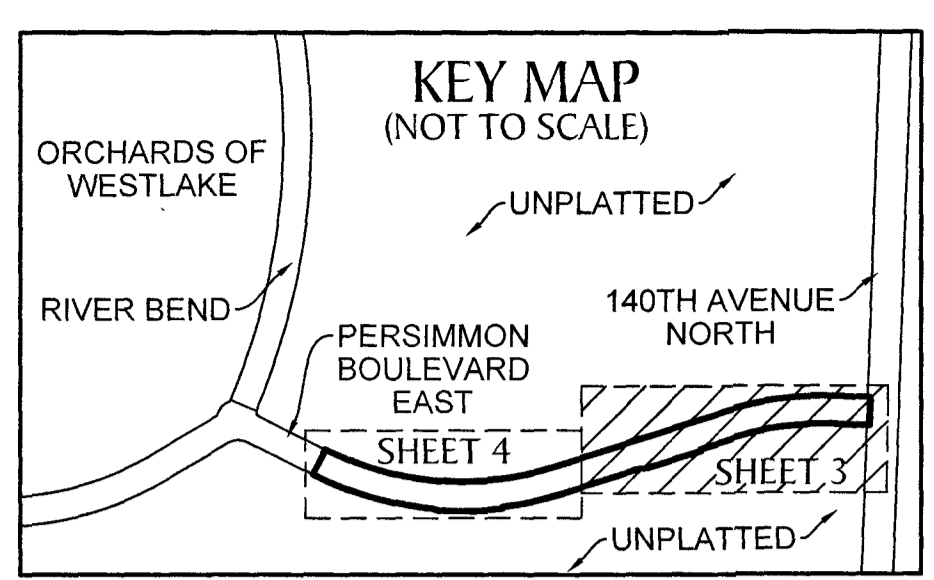 KEY MAP
(NOT TO SCALE)
ORCHARDS OF
WESTLAKE
UNPLATTED
RIVER BEND
140TH AVENUE
NORTH
PERSIMMON
BOULEVARD
EAST
SHEET 4
SHEET 3
UNPLATTED